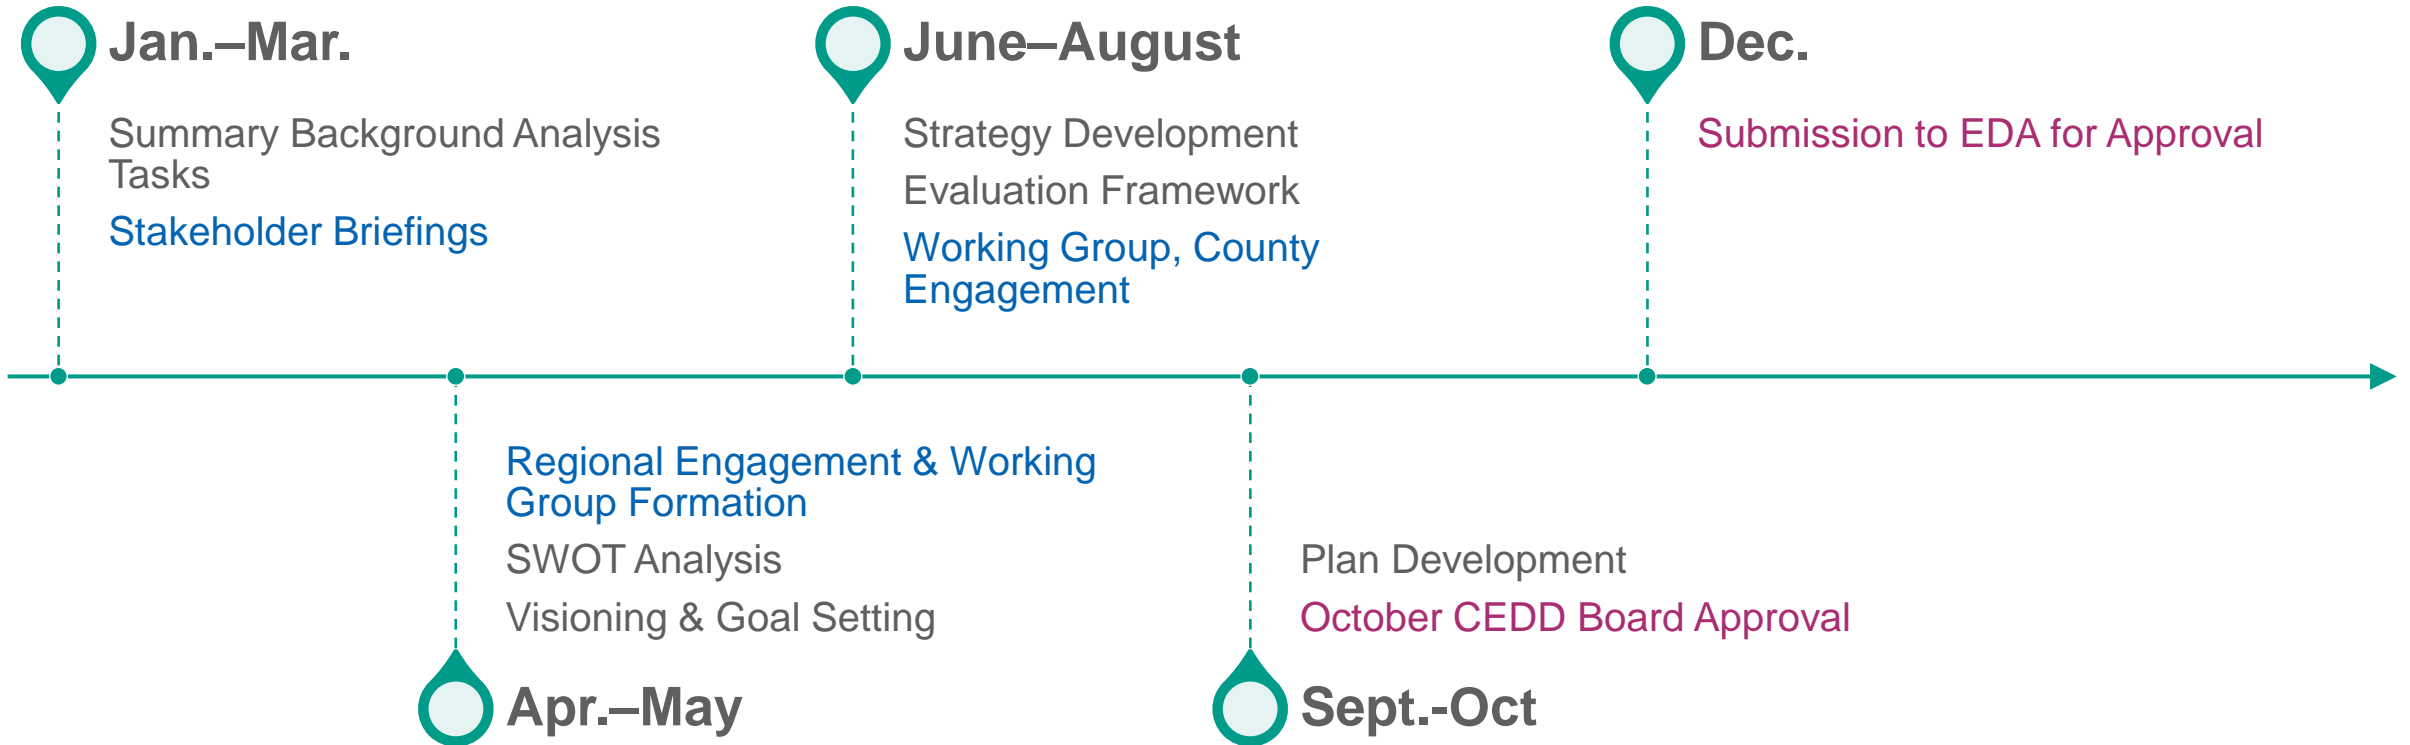 Jan.–Mar.
Summary Background Analysis
Tasks
Stakeholder Briefings
June–August
Strategy Development
Evaluation Framework
Working Group, County
Engagement
Dec.
Submission to EDA for Approval
Regional Engagement & Working
Group Formation
SWOT Analysis
Visioning & Goal Setting
Apr.–May
Plan Development
October CEDD Board Approval
Sept.-Oct